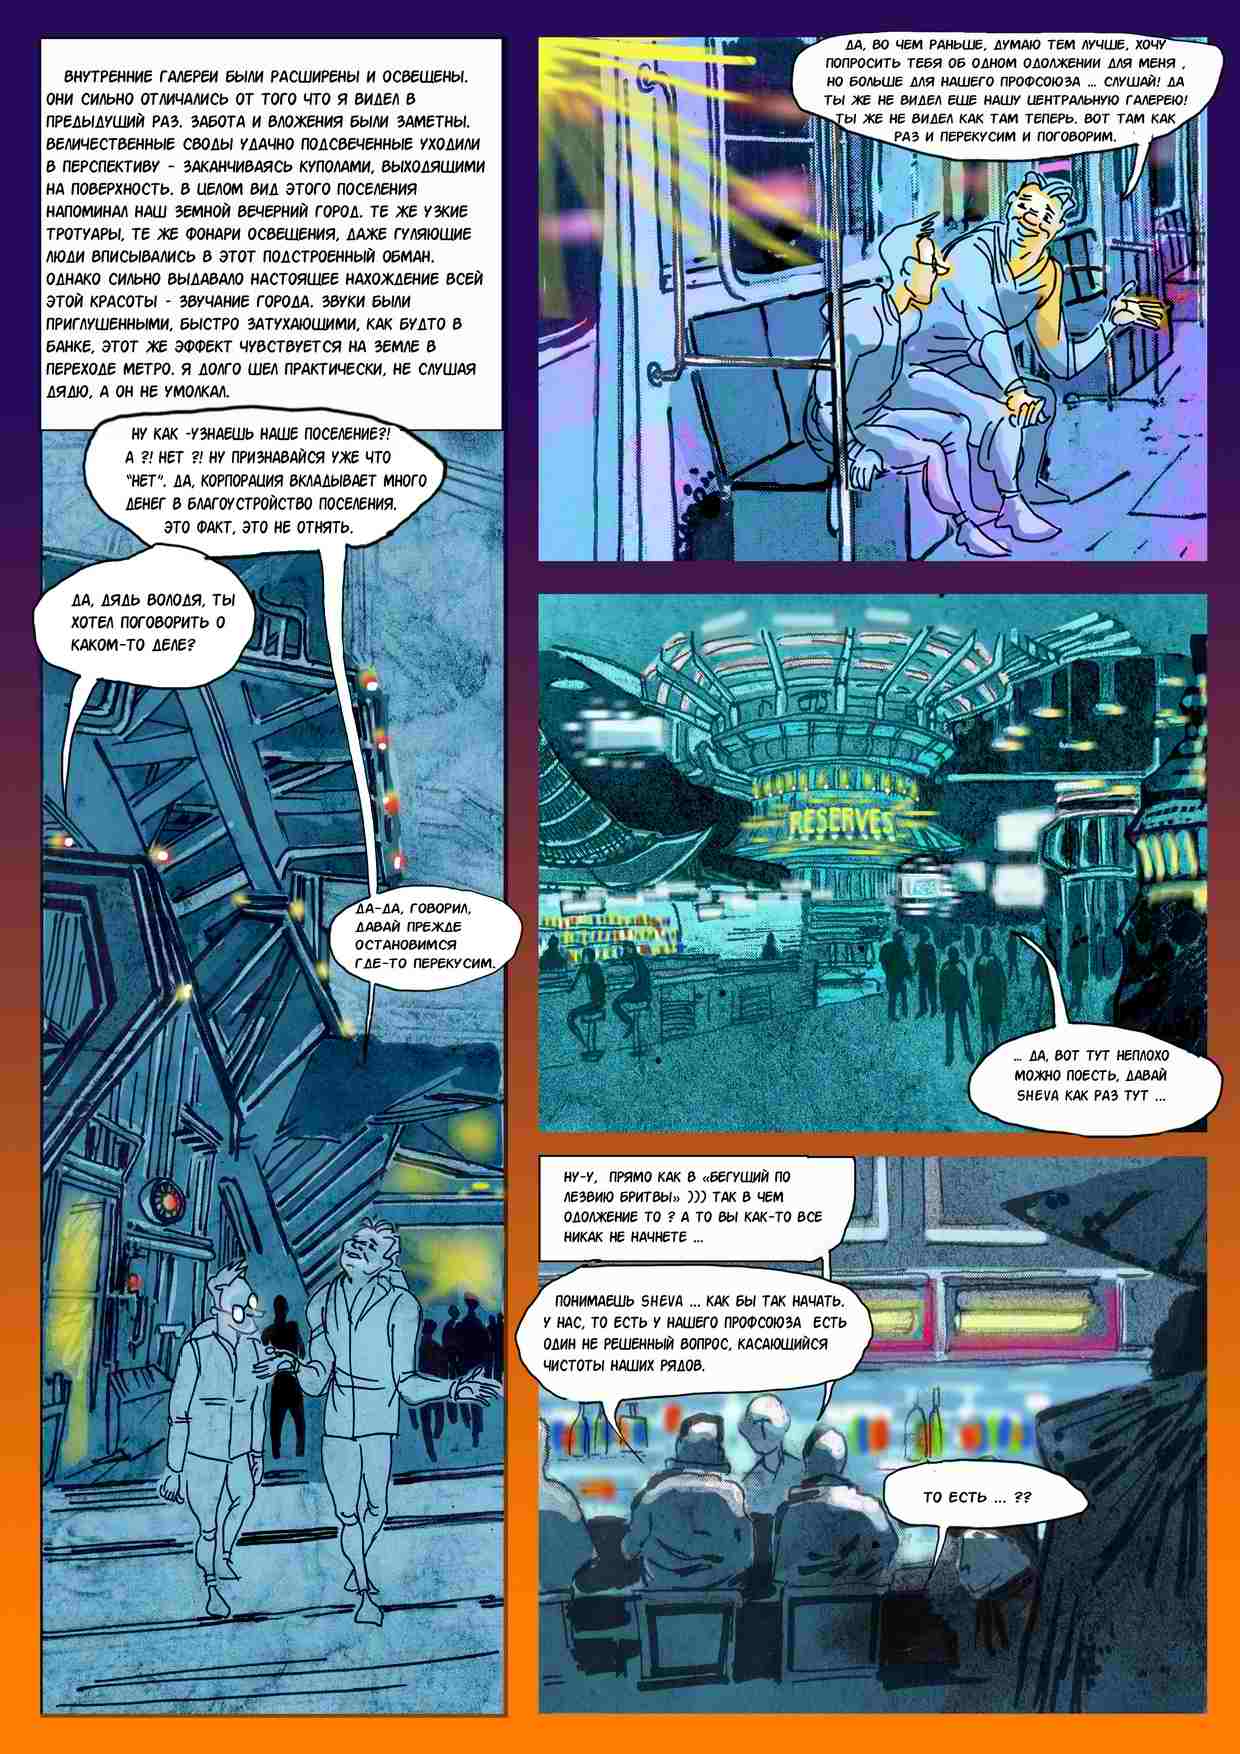 ВНУТРЕННИЕ ГАЛЕРЕИ БЫЛИ РАСШИРЕНЫ И ОСВЕЩЕНЫ.
ОНИ СИЛЬНО ОТЛИЧАЛИСЬ ОТ ТОГО ЧТО Я ВИДЕЛ В
ПРЕДЫДУЩИЙ РАЗ. ЗАБОТА И ВЛОЖЕНИЯ БЫЛИ ЗАМЕТНЫ.
ВЕЛИЧЕСТВЕННЫЕ СВОДЫ УДАЧНО ПОДСВЕЧЕННЫЕ УХОДИЛИ
В ПЕРСПЕКТИВУ - ЗАКАНЧИВАЯСЬ КУПОЛАМИ, ВЫХОДЯЩИМИ
НА ПОВЕРХНОСТЬ. В ЦЕЛОМ ВИД ЭТОГО ПОСЕЛЕНИЯ
НАПОМИНАЛ НАШ ЗЕМНОЙ ВЕЧЕРНИЙ ГОРОД. ТЕ ЖЕ УЗКИЕ
ТРОТУАРЫ, ТЕ ЖЕ ФОНАРИ ОСВЕЩЕНИЯ, ДАЖЕ ГУЛЯЮЩИЕ
ЛЮДИ ВПИСЫВАЛИСЬ В ЭТОТ ПОДСТРОЕННЫЙ ОБМАН.
ОДНАКО СИЛЬНО ВЫДАВАЛО НАСТОЯЩЕЕ НАХОЖДЕНИЕ ВСЕЙ
ЭТОЙ КРАСОТЫ - ЗВУЧАНИЕ ГОРОДА. ЗВУКИ БЫЛИ
ПРИГЛУШЕННЫМИ, БЫСТРО ЗАТУХАЮЩИМИ, КАК БУДТО В
БАНКЕ, ЭТОТ ЖЕ ЭФФЕКТ ЧУВСТВУЕТСЯ НА ЗЕМЛЕ В
ПЕРЕХОДЕ МЕТРО. Я ДОЛГО ШЕЛ ПРАКТИЧЕСКИ, НЕ СЛУШАЯ
ДЯДЮ, А ОН НЕ УМОЛКАЛ.
НУ КАК -УЗНАЕШЬ НАШЕ ПОСЕЛЕНИЕ?!
А ?! НЕТ ?! НУ ПРИЗНАВАЙСЯ УЖЕ ЧТО
"НЕТ". ДА, КОРПОРАЦИЯ ВКЛАДЫВАЕТ МНОГО
ДЕНЕГ В БЛАГОУСТРОЙСТВО ПОСЕЛЕНИЯ.
ЭТО ФАКТ, ЭТО НЕ ОТНЯТЬ.
ДА, ДЯДЬ ВОЛОДЯ, ТЫ
ХОТЕЛ ПОГОВОРИТЬ О
КАКОМ-ТО ДЕЛЕ?
ДА-ДА, ГОВОРИЛ,
ДАВАЙ ПРЕЖДЕ
ОСТАНОВИМСЯ
ГДЕ-ТО ПЕРЕКУСИМ.
ДА, ВО ЧЕМ РАНЬШЕ, ДУМАЮ ТЕМ ЛУЧШЕ, ХОЧУ
ПОПРОСИТЬ ТЕБЯ ОБ ОДНОМ ОДОЛЖЕНИИ ДЛЯ МЕНЯ ,
НО БОЛЬШЕ ДЛЯ НАШЕГО ПРОФСОЮЗА ... СЛУШАЙ! ДА
ТЫ ЖЕ НЕ ВИДЕЛ ЕЩЕ НАШУ ЦЕНТРАЛЬНУЮ ГАЛЕРЕЮ!
ТЫ ЖЕ НЕ ВИДЕЛ КАК ТАМ ТЕПЕРЬ. ВОТ ТАМ КАК
РАЗ И ПЕРЕКУСИМ И ПОГОВОРИМ.
RESERVES
... ДА, ВОТ ТУТ НЕПЛОХО
МОЖНО ПОЕСТЬ, ДАВАЙ
SHEVA КАК РАЗ ТУТ ...
НУ-У, ПРЯМО КАК В «БЕГУЩИЙ ПО
ЛЕЗВИЮ БРИТВЫ» ))) ТАК В ЧЕМ
ОДОЛЖЕНИЕ ТО ? А ТО ВЫ КАК-ТО ВСЕ
НИКАК НЕ НАЧНЕТЕ ...
ПОНИМАЕШЬ SHEVA ... КАК БЫ ТАК НАЧАТЬ.
У НАС, ТО ЕСТЬ У НАШЕГО ПРОФСОЮЗА ЕСТЬ
ОДИН НЕ РЕШЕННЫЙ ВОПРОС, КАСАЮЩИЙСЯ
ЧИСТОТЫ НАШИХ РЯДОВ.
ТО ЕСТЬ ... ??